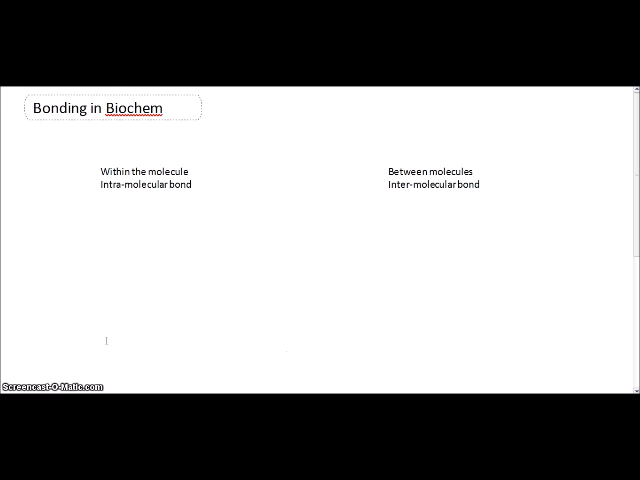 Bonding in Biochem
Within the molecule
Intra-molecular bond
Between molecules
Inter-molecular bond
Screencast-O-Matic.com